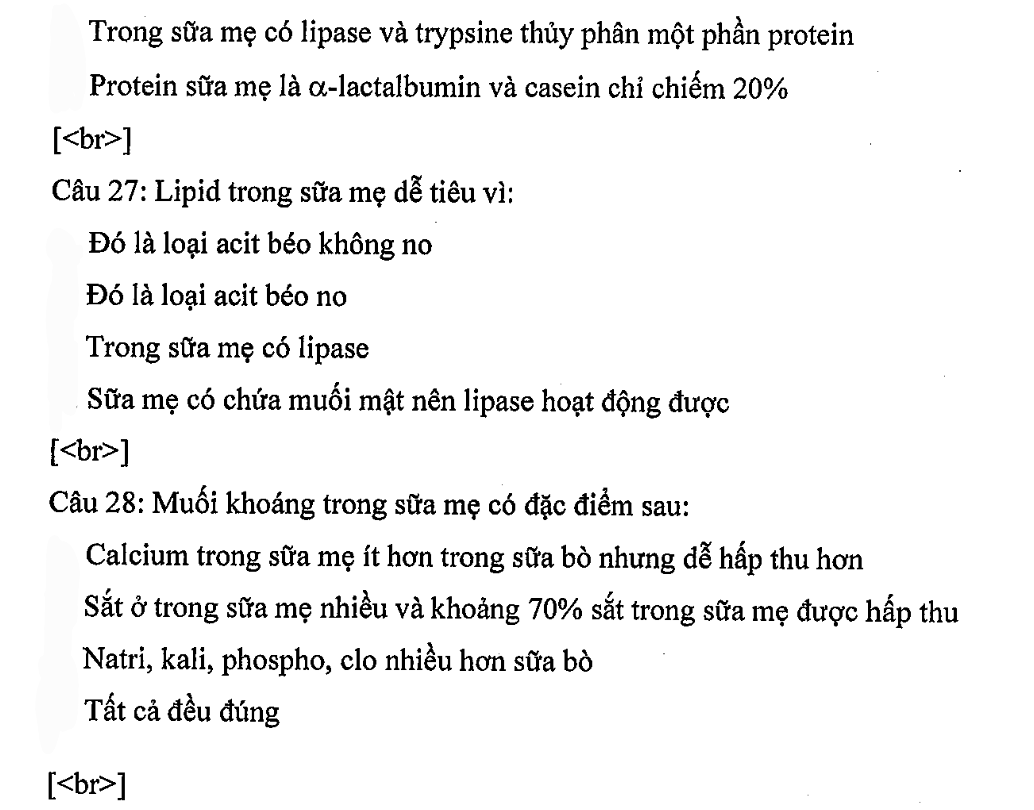 Trong sữa mẹ có lipase và trypsine thủy phân một phần protein
Protein sữa mẹ là α-lactalbumin và casein chỉ chiếm 20%
[<br>]
Câu 27: Lipid trong sữa mẹ dễ tiêu vì:
Đó là loại acit béo không no
Đó là loại acit béo no
Trong sữa mẹ có lipase
Sữa mẹ có chứa muối mật nên lipase hoạt động được
[<br>]
Câu 28: Muối khoáng trong sữa mẹ có đặc điểm sau:
Calcium trong sữa mẹ ít hơn trong sữa bò nhưng dễ hấp thu hơn
Sắt ở trong sữa mẹ nhiều và khoảng 70% sắt trong sữa mẹ được hấp thu
Natri, kali, phospho, clo nhiều hơn sữa bò
Tất cả đều đúng
[<br>]